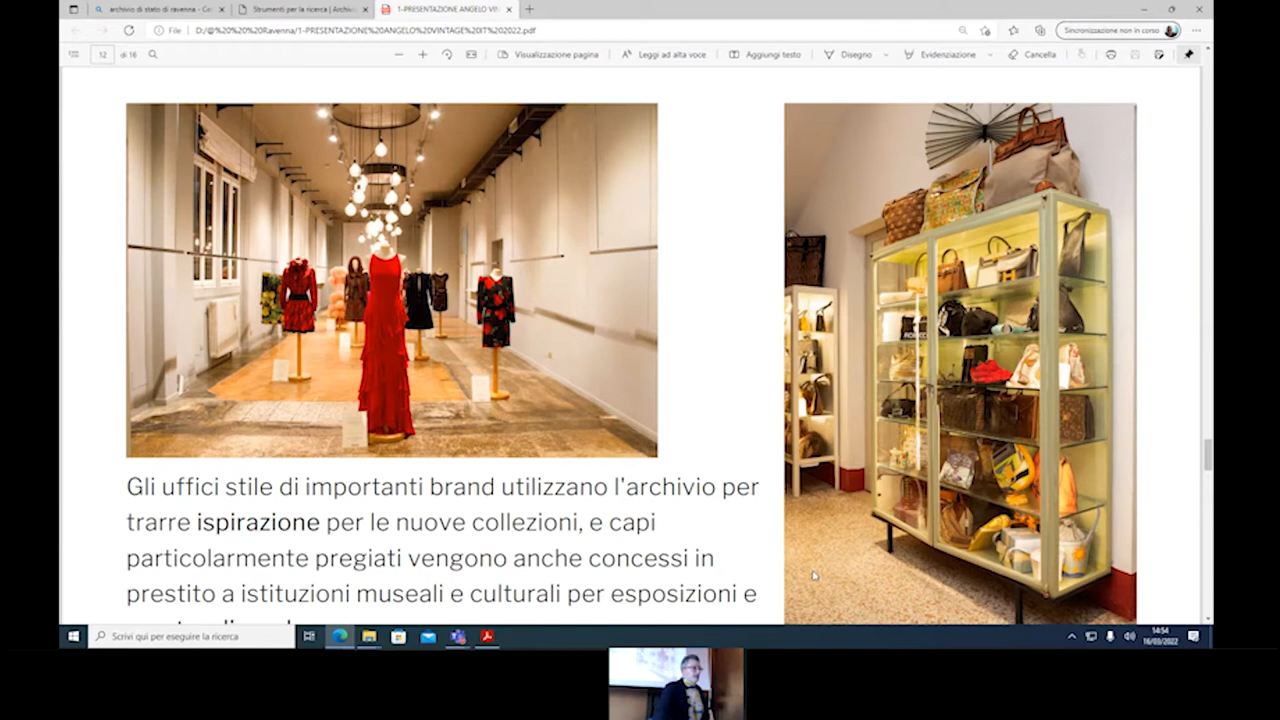 archivio di stato di ravenna - Co
Strumenti per la ricerca | Archiv
1-PRESENTAZIONE ANGELO VIN
File
D:/@%20%20%20Ravenna/1-PRESENTAZIONE%20ANGELO%20VINTAGE%20IT%202022.pdf
Sincronizzazione non in corso
12 di 16
Visualizzazione pagina
Leggi ad alta voce
Aggiungi testo
Disegno
Evidenziazione
Cancella
Gli uffici stile di importanti brand utilizzano l'archivio per
trarre ispirazione per le nuove collezioni, e capi
particolarmente pregiati vengono anche concessi in
prestito a istituzioni museali e culturali per esposizioni e
Scrivi qui per eseguire la ricerca
14:54
16/03/2022